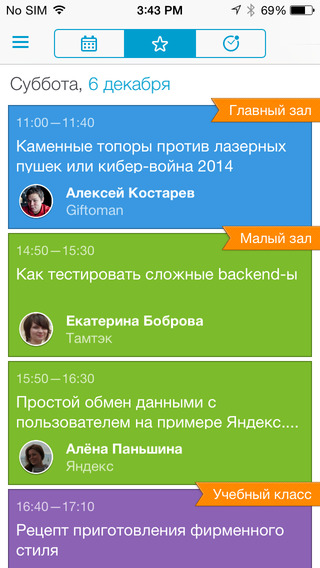 No SIM 3:43 PM 69%
Суббота, 6 декабря
Главный зал
11:00—11:40
Каменные топоры против лазерных
пушек или кибер-война 2014
Алексей Костарев
Giftoman
Малый зал
14:50—15:30
Как тестировать сложные backend-ы
Екатерина Боброва
Тамтэк
15:50—16:30
Простой обмен данными с
пользователем на примере Яндекс....
Алёна Паньшина
Яндекс
Учебный класс
16:40—17:10
Рецепт приготовления фирменного
стиля